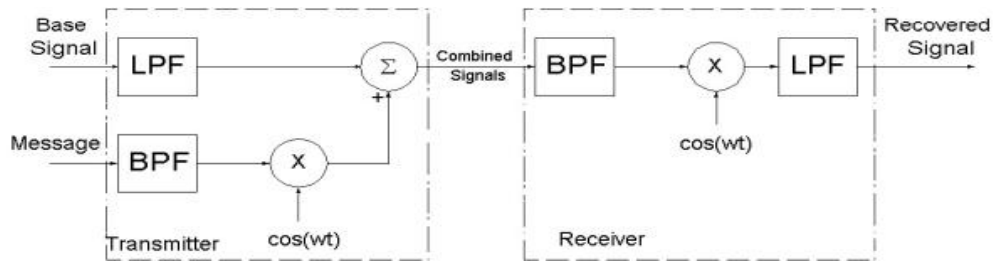 Base
Signal
LPF
Σ
+
Combined
Signals
BPF
X
LPF
Recovered
Signal
cos(wt)
Message
BPF
X
cos(wt)
Transmitter
Receiver